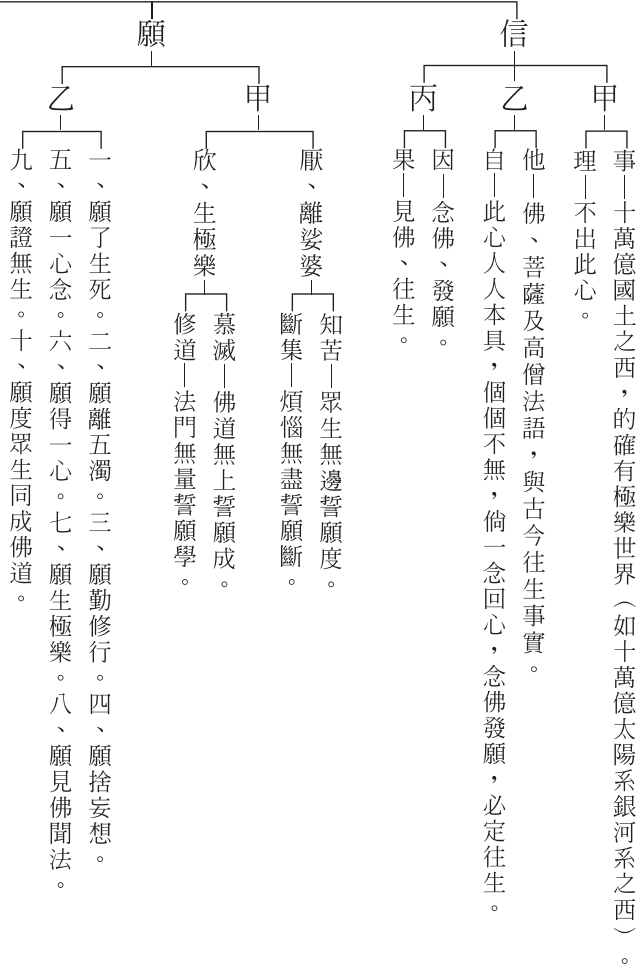 信
甲
事—十萬億國土之西，的確有極樂世界（如十萬億太陽系銀河系之西）。
理—不出此心。
乙
他—佛、菩薩及高僧法語，與古今往生事實。
自—此心人人本具，個個不無，倘一念回心，念佛發願，必定往生。
丙
因—念佛、發願。
果—見佛、往生。
願
甲
厭、離娑婆
知苦—眾生無邊誓願度。
斷集—煩惱無盡誓願斷。
欣、生極樂
慕滅—佛道無上誓願成。
修道—法門無量誓願學。
乙
一、願了生死。二、願離五濁。三、願勤修行。四、願捨妄想。
五、願一心念。六、願得一心。七、願生極樂。八、願見佛聞法。
九、願證無生。十、願度眾生同成佛道。